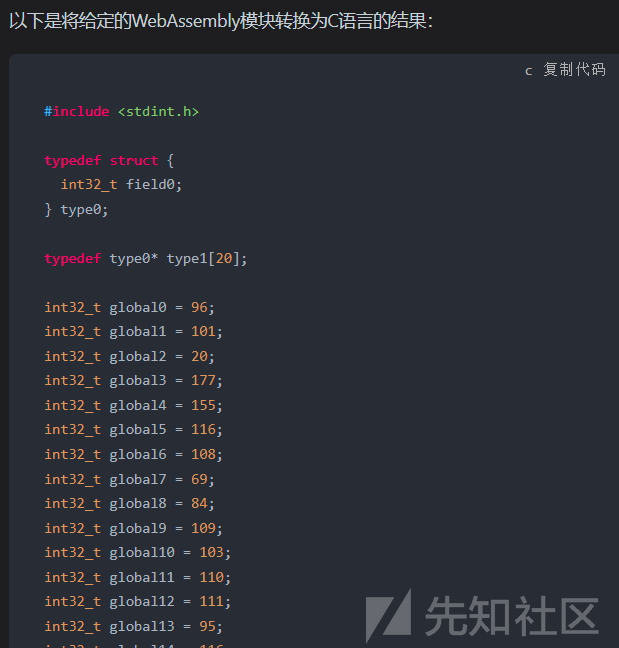 以下是将给定的WebAssembly模块转换为C语言的结果：
c 复制代码
#include <stdint.h>
typedef struct {
  int32_t field0;
} type0;
typedef type0* type1[20];
int32_t global0 = 96;
int32_t global1 = 101;
int32_t global2 = 20;
int32_t global3 = 177;
int32_t global4 = 155;
int32_t global5 = 116;
int32_t global6 = 108;
int32_t global7 = 69;
int32_t global8 = 84;
int32_t global9 = 109;
int32_t global10 = 103;
int32_t global11 = 110;
int32_t global12 = 111;
int32_t global13 = 95;
先知社区